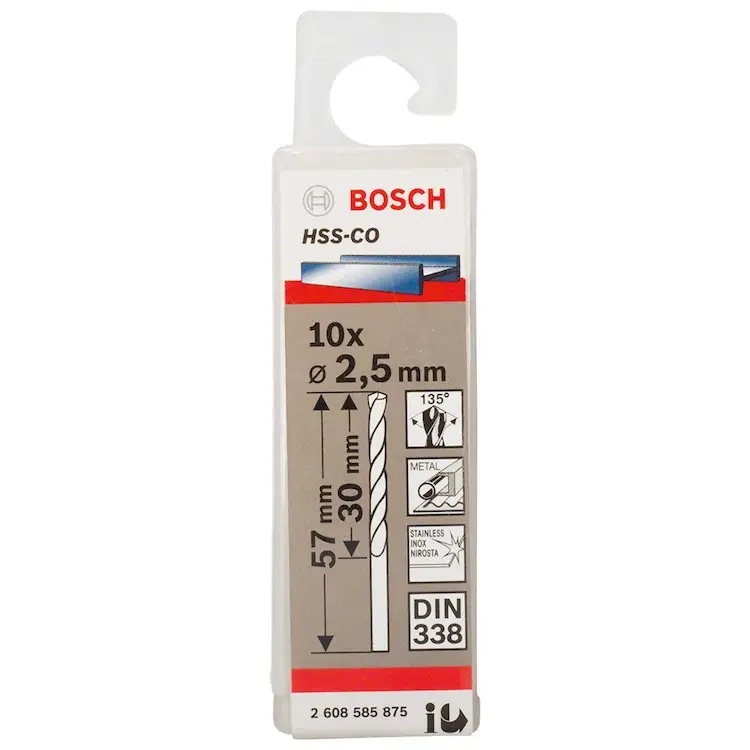 BOSCH
HSS-CO
10x
ø 2,5 mm
57 mm
30 mm
135°
METAL
STAINLESS
INOX
NIROSTA
DIN
338
2 608 585 875